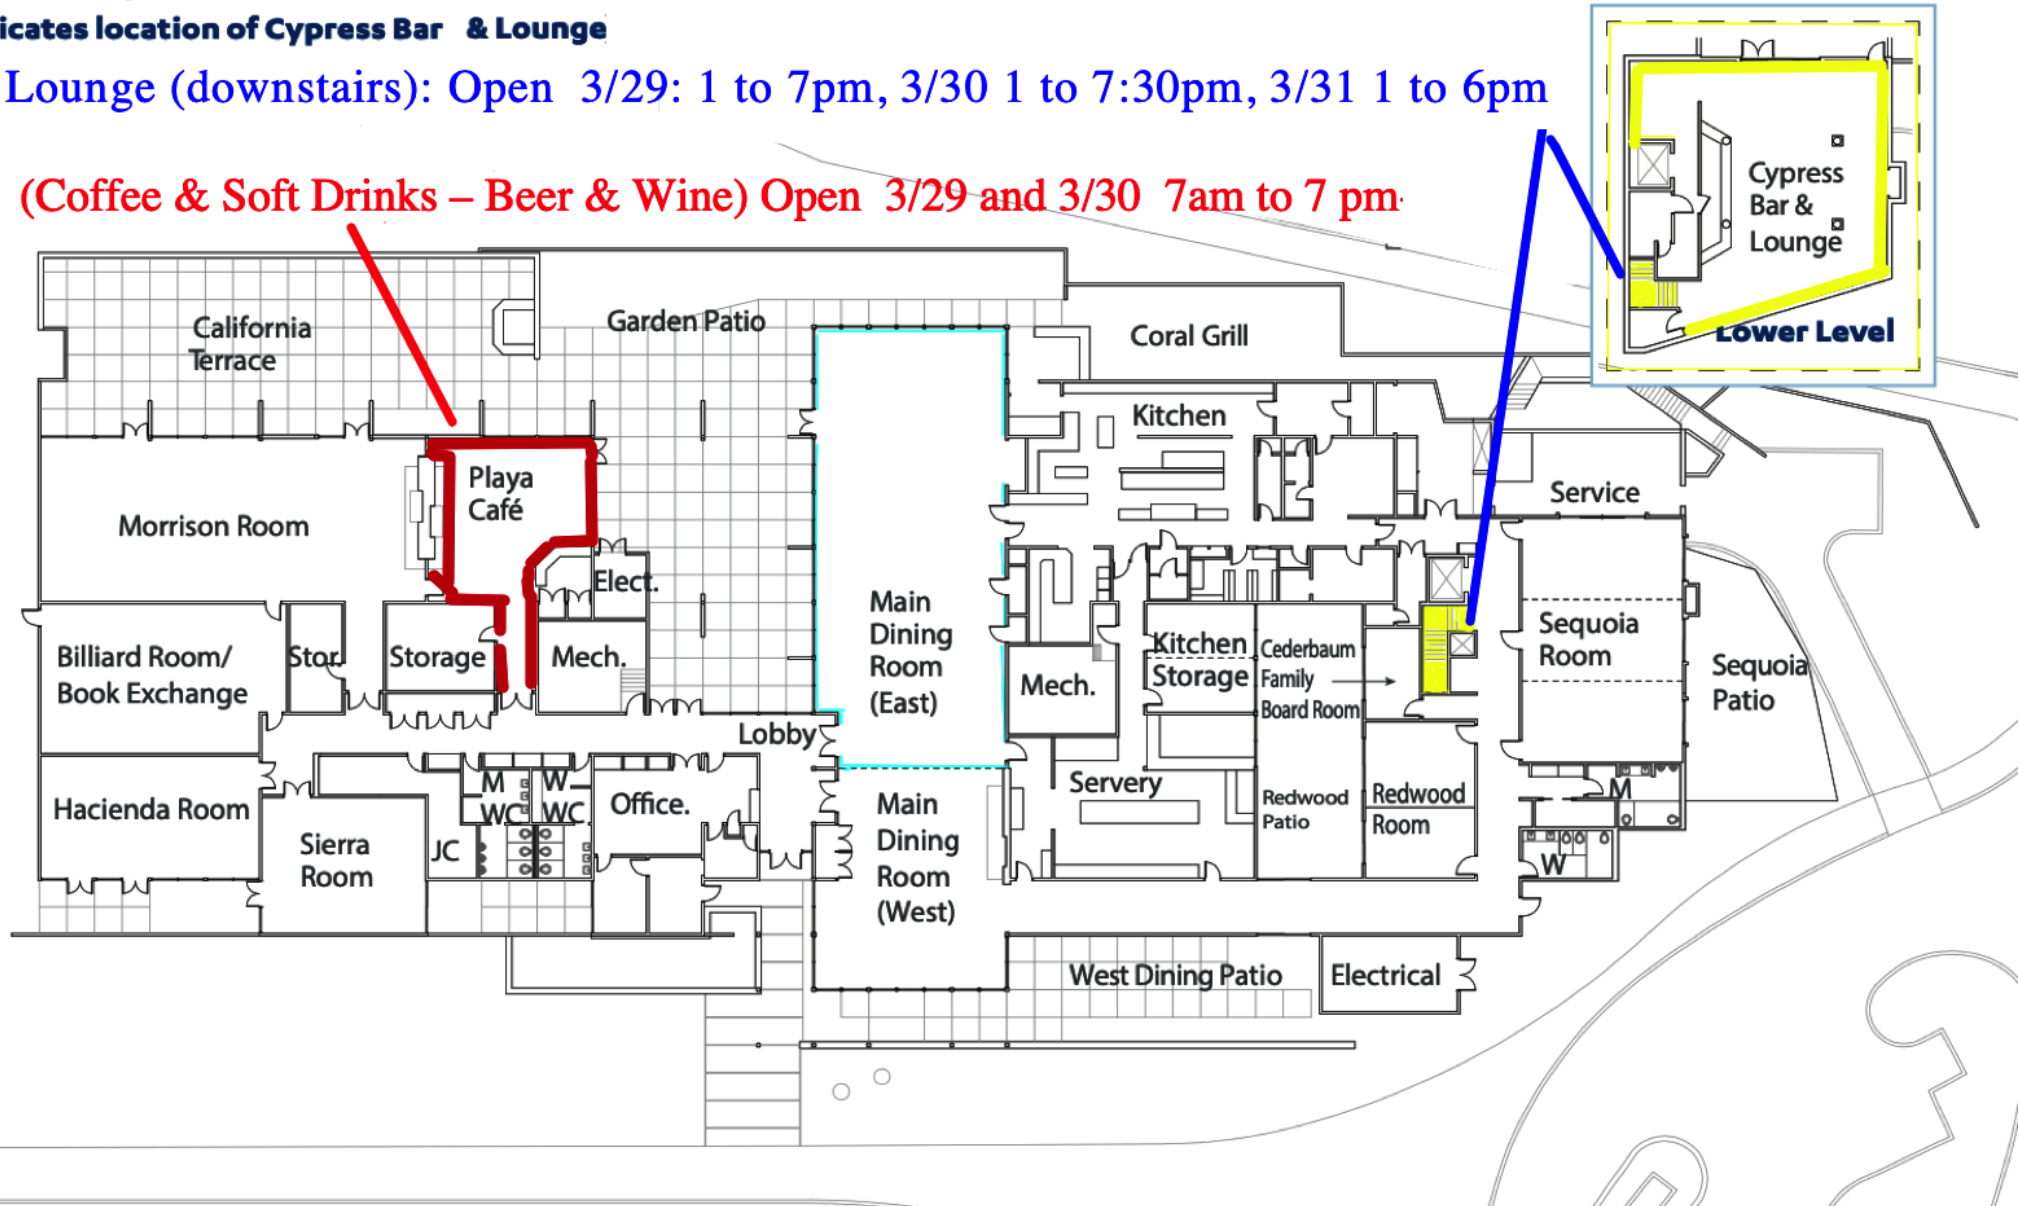 icates location of Cypress Bar & Lounge
Lounge (downstairs): Open 3/29: 1 to 7pm, 3/30 1 to 7:30pm, 3/31 1 to 6pm
(Coffee & Soft Drinks – Beer & Wine) Open 3/29 and 3/30 7am to 7 pm
Cypress
Bar &
Lounge
Lower Level
California
Terrace
Garden Patio
Coral Grill
Kitchen
Playa
Café
Morrison Room
Service
Elect.
Main
Dining
Room
(East)
Billiard Room/
Book Exchange
Stor.
Storage
Mech.
Mech.
Kitchen
Storage
Cederbaum
Family
Board Room
Sequoia
Room
Sequoia
Patio
Lobby
Hacienda Room
Sierra
Room
JC
M
WC
W
WC
Office.
Main
Dining
Room
(West)
Servery
Redwood
Patio
Redwood
Room
M
W
West Dining Patio
Electrical